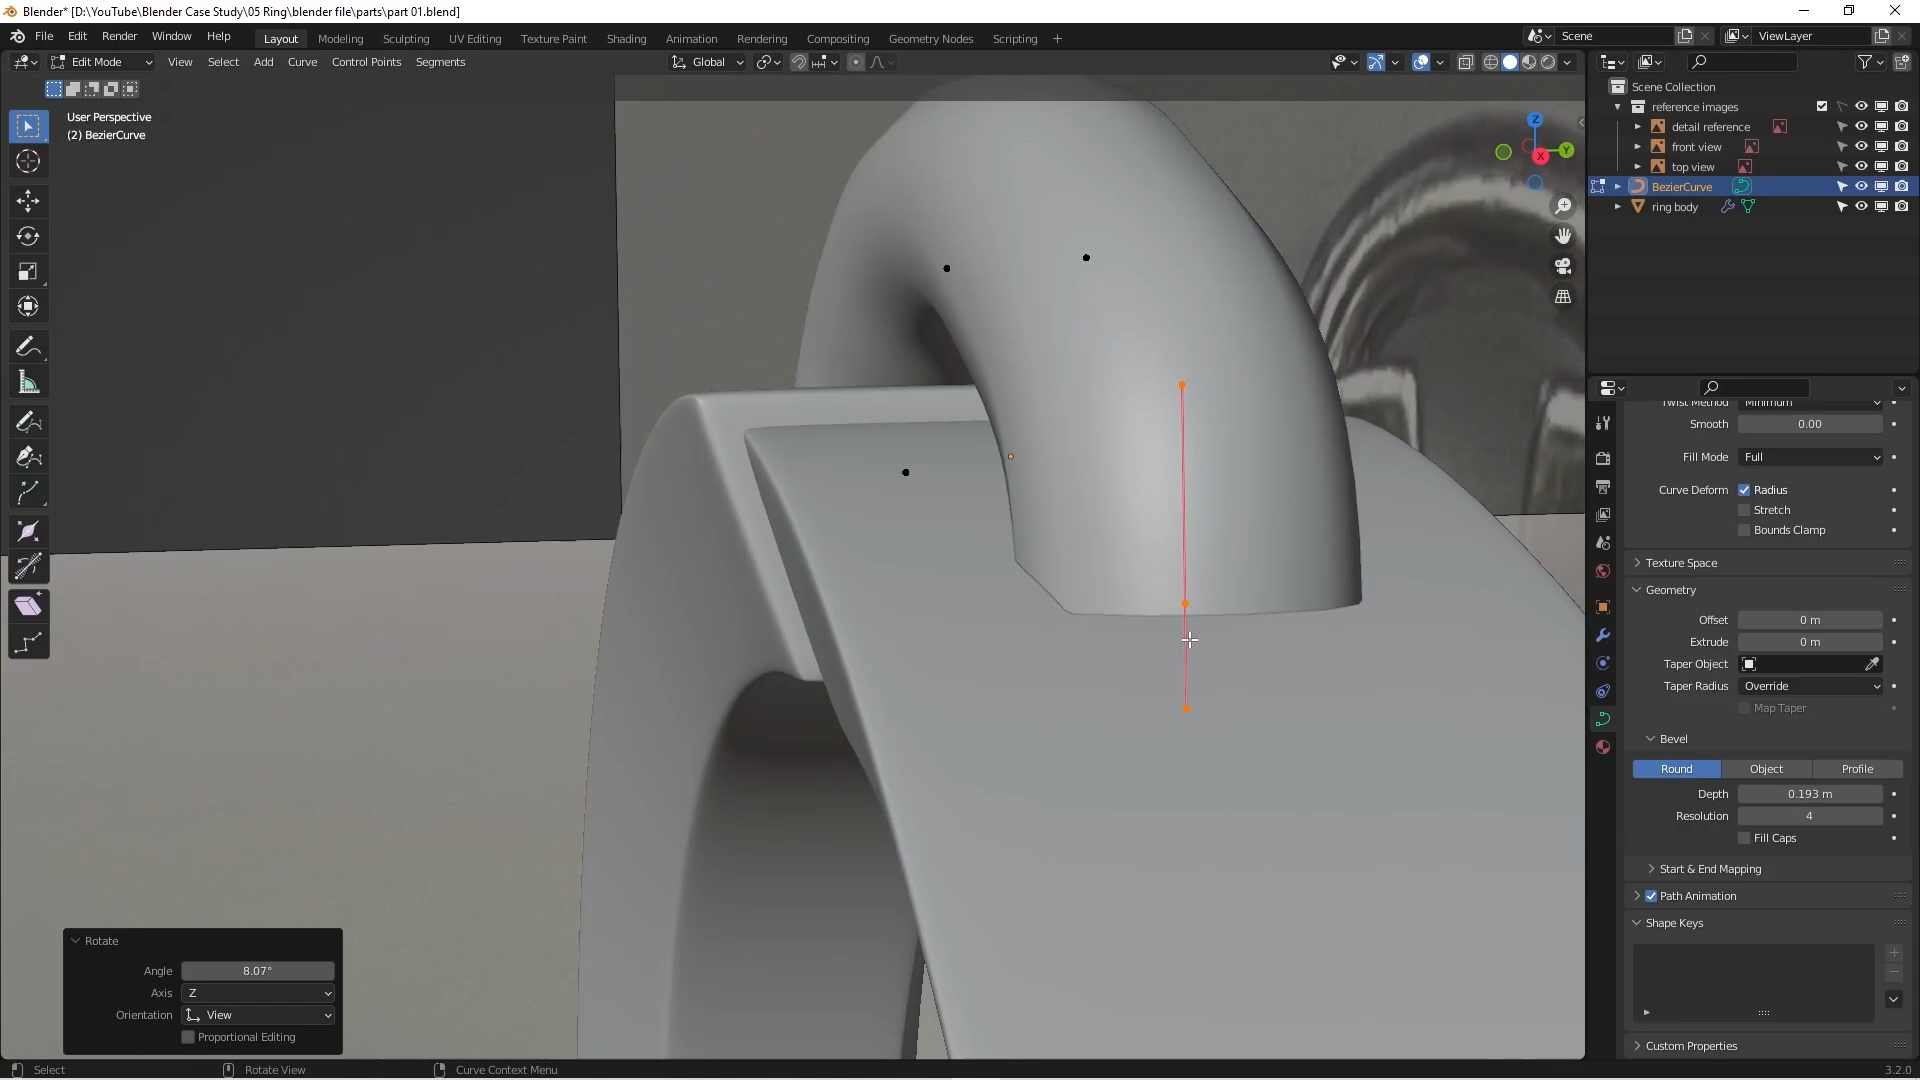 Blender* [D:\YouTube\Blender Case Study\05 Ring\blender file\parts\part 01.blend]
File Edit Render Window Help
Layout Modeling Sculpting UV Editing Texture Paint Shading Animation Rendering Compositing Geometry Nodes Scripting +
Scene
ViewLayer
Edit Mode View Select Add Curve Control Points Segments
Global
User Perspective
(2) BezierCurve
Z
Y
X
Scene Collection
reference images
detail reference
front view
top view
BezierCurve
ring body
Twist Method Minimum
Smooth 0.00
Fill Mode Full
Curve Deform Radius
Stretch
Bounds Clamp
Texture Space
Geometry
Offset 0 m
Extrude 0 m
Taper Object
Taper Radius Override
Map Taper
Bevel
Round Object Profile
Depth 0.193 m
Resolution 4
Fill Caps
Start & End Mapping
Path Animation
Shape Keys
Custom Properties
Rotate
Angle 8.07°
Axis Z
Orientation View
Proportional Editing
Select Rotate View Curve Context Menu
3.2.0